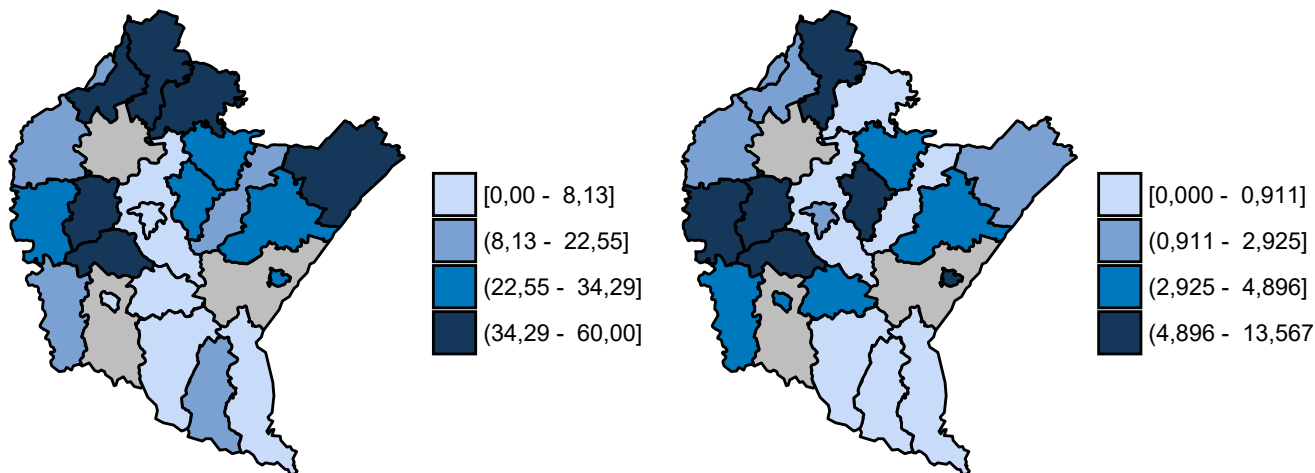 [0,00 - 8,13]
(8,13 - 22,55]
(22,55 - 34,29]
(34,29 - 60,00]
[0,000 - 0,911]
(0,911 - 2,925]
(2,925 - 4,896]
(4,896 - 13,567